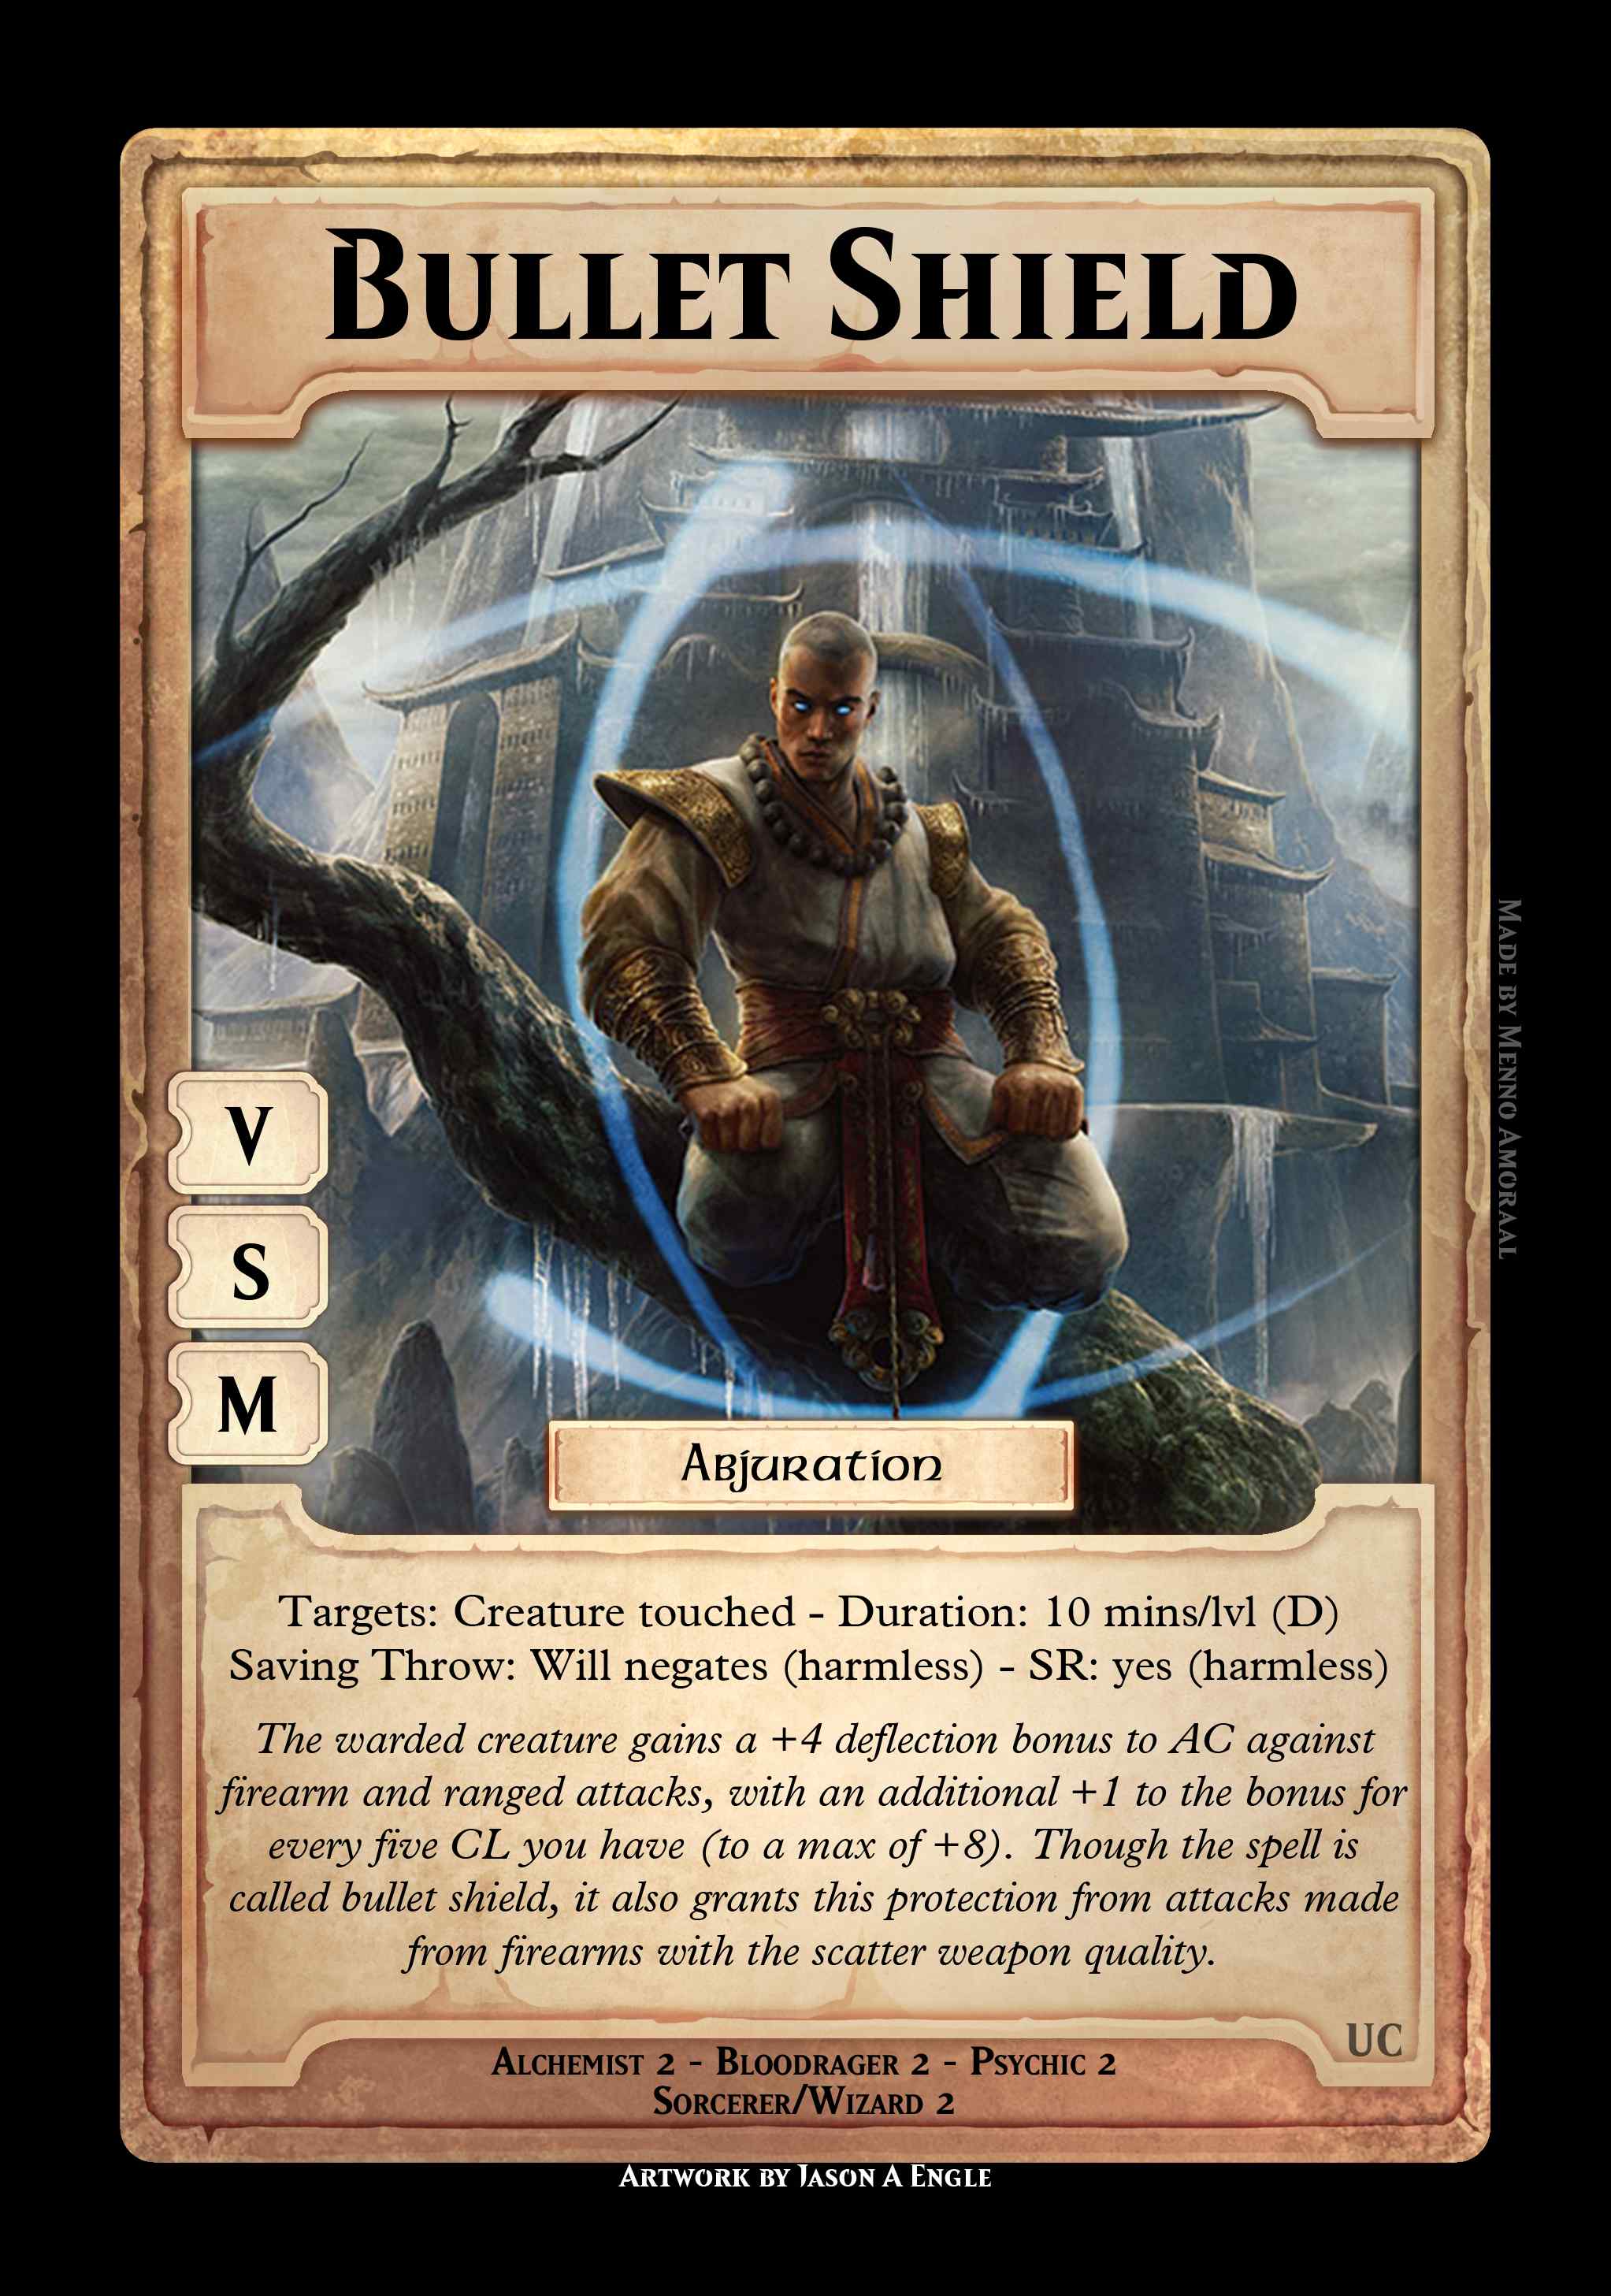 Bullet Shield
V
S
M
Abjuration
Targets: Creature touched - Duration: 10 mins/lvl (D)
Saving Throw: Will negates (harmless) - SR: yes (harmless)
The warded creature gains a +4 deflection bonus to AC against
firearm and ranged attacks, with an additional +1 to the bonus for
every five CL you have (to a max of +8). Though the spell is
called bullet shield, it also grants this protection from attacks made
from firearms with the scatter weapon quality.
UC
Alchemist 2 - Bloodrager 2 - Psychic 2
Sorcerer/Wizard 2
Artwork by Jason A Engle
Made by Menno Amoraal